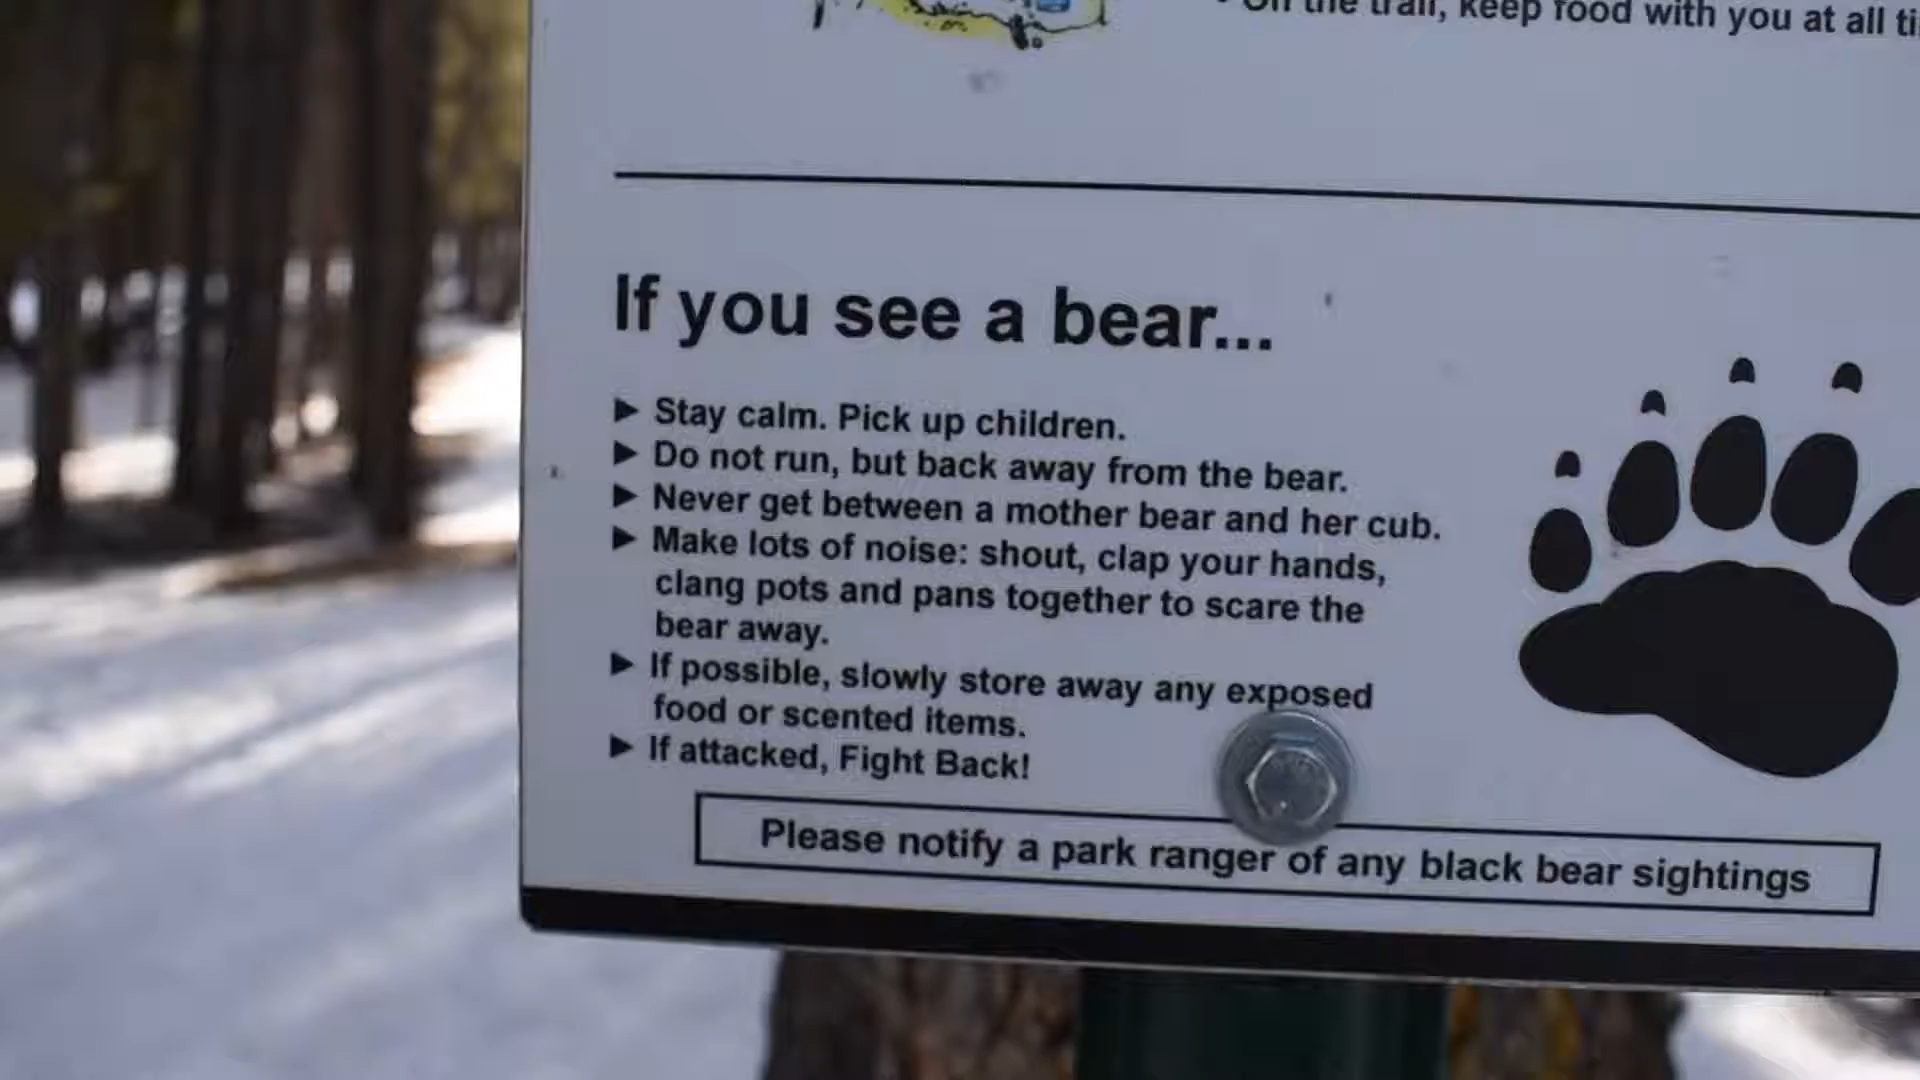 On the trail, keep food with you at all
If you see a bear...
▶ Stay calm. Pick up children.
▶ Do not run, but back away from the bear.
▶ Never get between a mother bear and her cub.
▶ Make lots of noise: shout, clap your hands,
clang pots and pans together to scare the
bear away.
▶ If possible, slowly store away any exposed
food or scented items.
▶ If attacked, Fight Back!
Please notify a park ranger of any black bear sightings